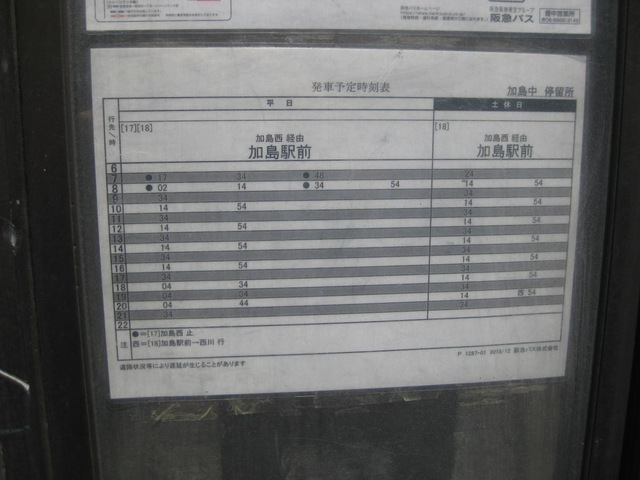 阪急バス
発車予定時刻表
加島中 停留所
行先/時 平日 土休日
[17][18] [18]
加島西 経由 加島西 経由
加島駅前 加島駅前
6
7 ●17 34 ●48 24
8 ●02 14 ●34 54 14 54
9 34 34
10 14 54 14 54
11 34 34
12 14 54 14 54
13 34 34
14 14 54 14 54
15 34 34
16 14 54 14 54
17 34 34
18 04 34 14 54
19 04 34 34
20 04 44 14 西54
21 34
22
注 ●=[17]加島西 止
西=[18]加島駅前→西川 行
道路状況等により遅延が生じることがあります
阪急バス株式会社